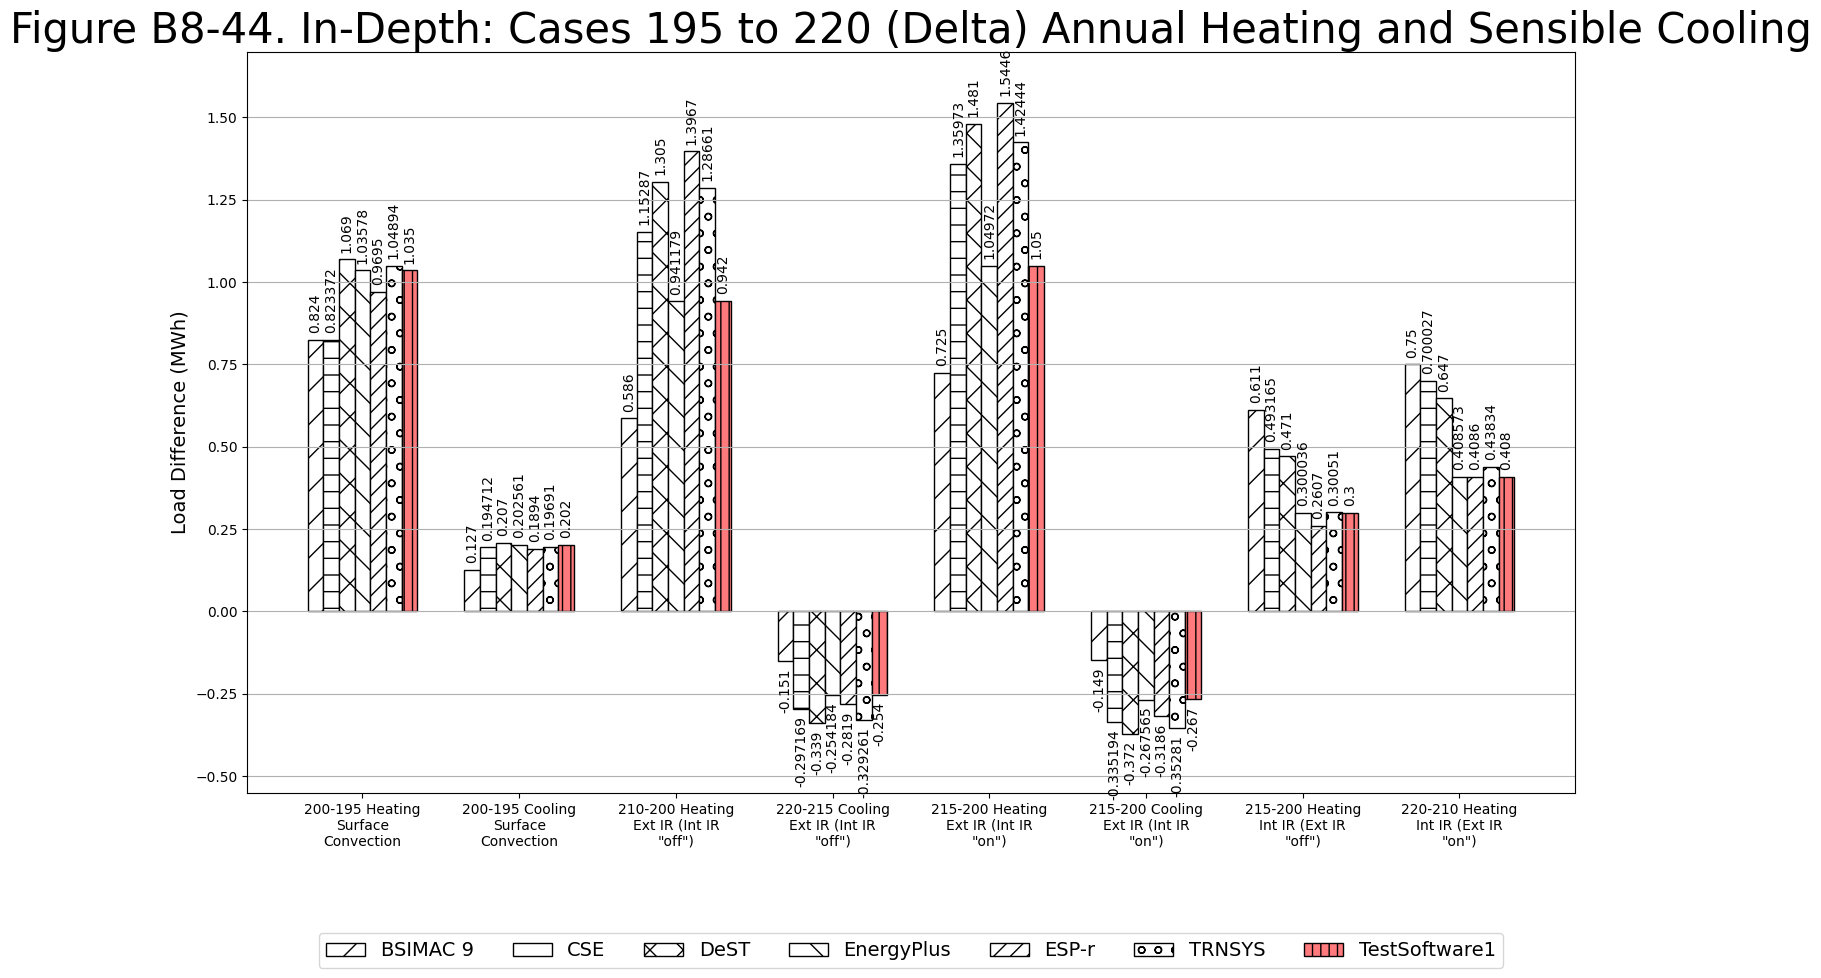 Figure B8-44. In-Depth: Cases 195 to 220 (Delta) Annual Heating and Sensible Cooling
Load Difference (MWh)
1.50
1.25
1.00
0.75
0.50
0.25
0.00
−0.25
−0.50
0.824
0.823372
1.069
1.03578
0.9695
1.04894
1.035
0.127
0.194712
0.207
0.202561
0.1894
0.19691
0.202
0.586
1.15287
1.305
0.941179
1.3967
1.28661
0.942
-0.151
-0.297169
-0.339
-0.254184
-0.2819
0.329261
-0.254
0.725
1.35973
1.481
1.04972
1.5446
1.42444
1.05
-0.149
0.335194
-0.372
-0.267565
-0.3186
0.35281
-0.267
0.611
0.493165
0.471
0.300036
0.2607
0.30051
0.3
0.75
0.700027
0.647
0.408573
0.4086
0.43834
0.408
200-195 Heating
Surface
Convection
200-195 Cooling
Surface
Convection
210-200 Heating
Ext IR (Int IR
"off")
220-215 Cooling
Ext IR (Int IR
"off")
215-200 Heating
Ext IR (Int IR
"on")
215-200 Cooling
Ext IR (Int IR
"on")
215-200 Heating
Int IR (Ext IR
"off")
220-210 Heating
Int IR (Ext IR
"on")
BSIMAC 9 CSE DeST EnergyPlus ESP-r TRNSYS TestSoftware1